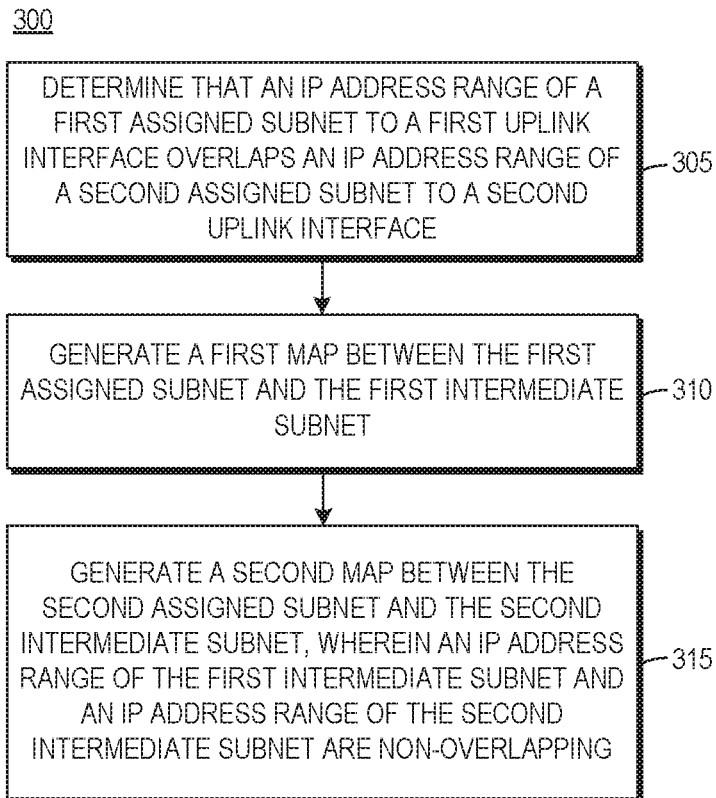 300
DETERMINE THAT AN IP ADDRESS RANGE OF A
FIRST ASSIGNED SUBNET TO A FIRST UPLINK
INTERFACE OVERLAPS AN IP ADDRESS RANGE OF
A SECOND ASSIGNED SUBNET TO A SECOND
UPLINK INTERFACE
305
GENERATE A FIRST MAP BETWEEN THE FIRST
ASSIGNED SUBNET AND THE FIRST INTERMEDIATE
SUBNET
310
GENERATE A SECOND MAP BETWEEN THE
SECOND ASSIGNED SUBNET AND THE SECOND
INTERMEDIATE SUBNET, WHEREIN AN IP ADDRESS
RANGE OF THE FIRST INTERMEDIATE SUBNET AND
AN IP ADDRESS RANGE OF THE SECOND
INTERMEDIATE SUBNET ARE NON-OVERLAPPING
315